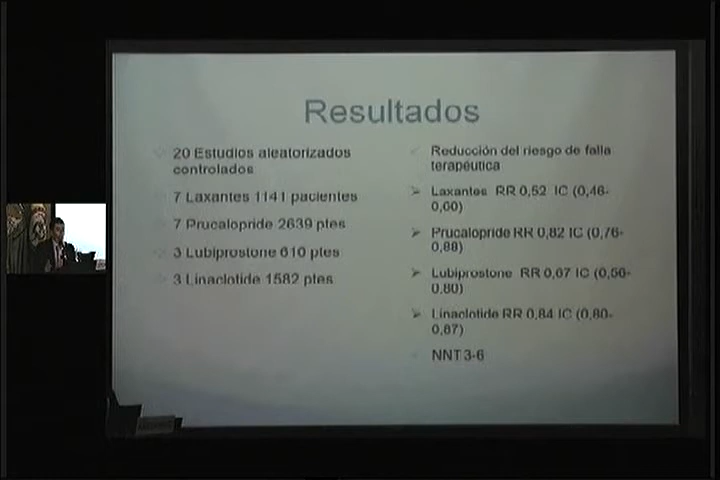 Resultados
20 Estudios aleatorizados
controlados
7 Laxantes 1141 pacientes
7 Prucalopride 2639 ptes
3 Lubiprostone 610 ptes
3 Linaclotide 1582 ptes
Reducción del riesgo de falla
terapéutica
Laxantes RR 0,52 IC (0,46-
0,60)
Prucalopride RR 0,82 IC (0,76-
0,88)
Lubiprostone RR 0,67 IC (0,56-
0,80)
Linaclotide RR 0,84 IC (0,80-
0,87)
NNT 3-6